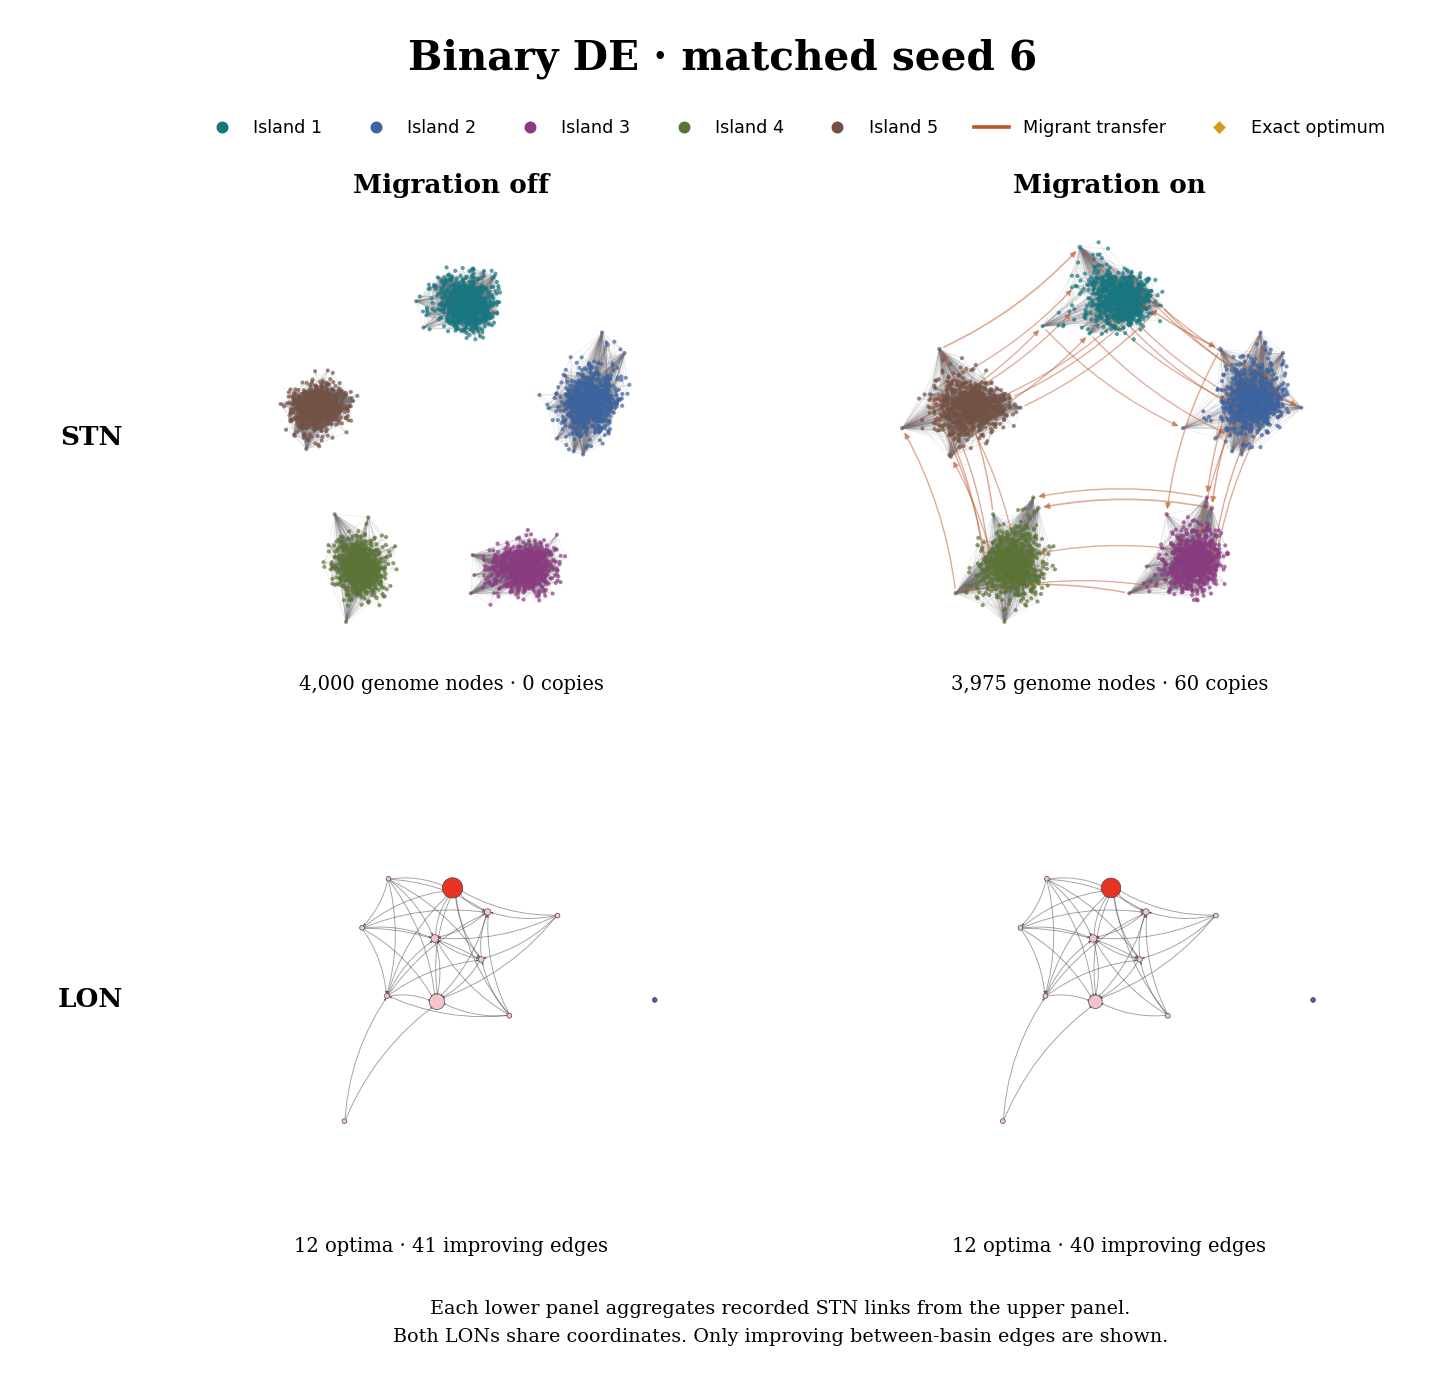 Binary DE · matched seed 6
Island 1 Island 2 Island 3 Island 4 Island 5 Migrant transfer Exact optimum
Migration off Migration on
STN
4,000 genome nodes · 0 copies 3,975 genome nodes · 60 copies
LON
12 optima · 41 improving edges 12 optima · 40 improving edges
Each lower panel aggregates recorded STN links from the upper panel.
Both LONs share coordinates. Only improving between-basin edges are shown.